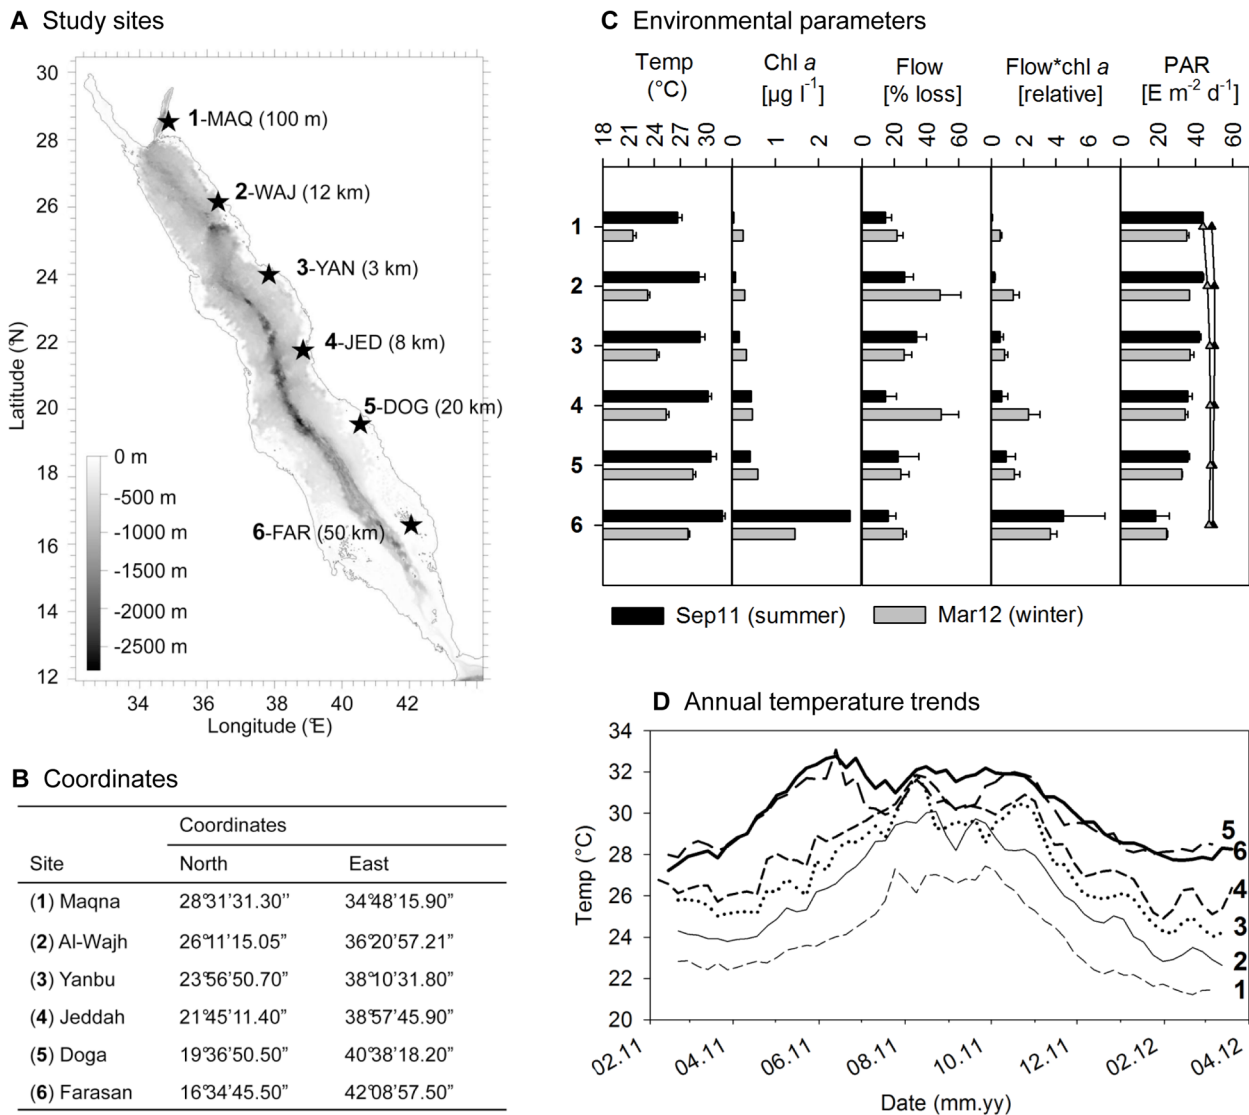 A Study sites
30
28
26
24
22
20
18
16
14
12
Latitude (°N)
1-MAQ (100 m)
2-WAJ (12 km)
3-YAN (3 km)
4-JED (8 km)
5-DOG (20 km)
6-FAR (50 km)
0 m
-500 m
-1000 m
-1500 m
-2000 m
-2500 m
34 36 38 40 42
Longitude (°E)
B Coordinates
Coordinates
Site North East
(1) Maqna 28°31'31.30'' 34°48'15.90”
(2) Al-Wajh 26°11'15.05” 36°20'57.21”
(3) Yanbu 23°56'50.70” 38°10'31.80”
(4) Jeddah 21°45'11.40” 38°57'45.90”
(5) Doga 19°36'50.50” 40°38'18.20”
(6) Farasan 16°34'45.50” 42°08'57.50”
C Environmental parameters
Temp Chl a Flow Flow*chl a PAR
(°C) [µg l-1] [% loss] [relative] [E m-2 d-1]
18 21 24 27 30 0 1 2 0 20 40 60 0 2 4 6 0 20 40 60
1
2
3
4
5
6
Sep11 (summer) Mar12 (winter)
D Annual temperature trends
34
32
30
28
26
24
22
20
Temp (°C)
5
6
4
3
2
1
02.11 04.11 06.11 08.11 10.11 12.11 02.12 04.12
Date (mm.yy)